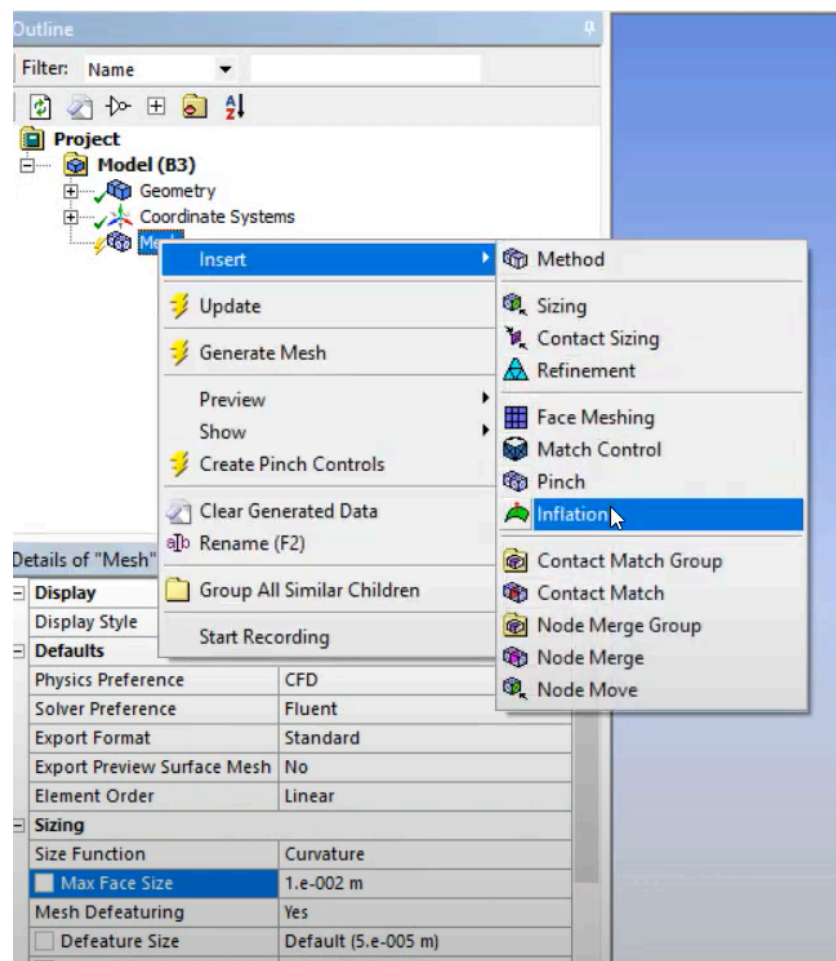 Outline
Filter: Name
Project
Model (B3)
Geometry
Coordinate Systems
Insert
Update
Generate Mesh
Preview
Show
Create Pinch Controls
Clear Generated Data
Rename (F2)
Group All Similar Children
Start Recording
Method
Sizing
Contact Sizing
Refinement
Face Meshing
Match Control
Pinch
Inflation
Contact Match Group
Contact Match
Node Merge Group
Node Merge
Node Move
Details of "Mesh"
Display
Display Style
Defaults
Physics Preference CFD
Solver Preference Fluent
Export Format Standard
Export Preview Surface Mesh No
Element Order Linear
Sizing
Size Function Curvature
Max Face Size 1.e-002 m
Mesh Defeaturing Yes
Defeature Size Default (5.e-005 m)